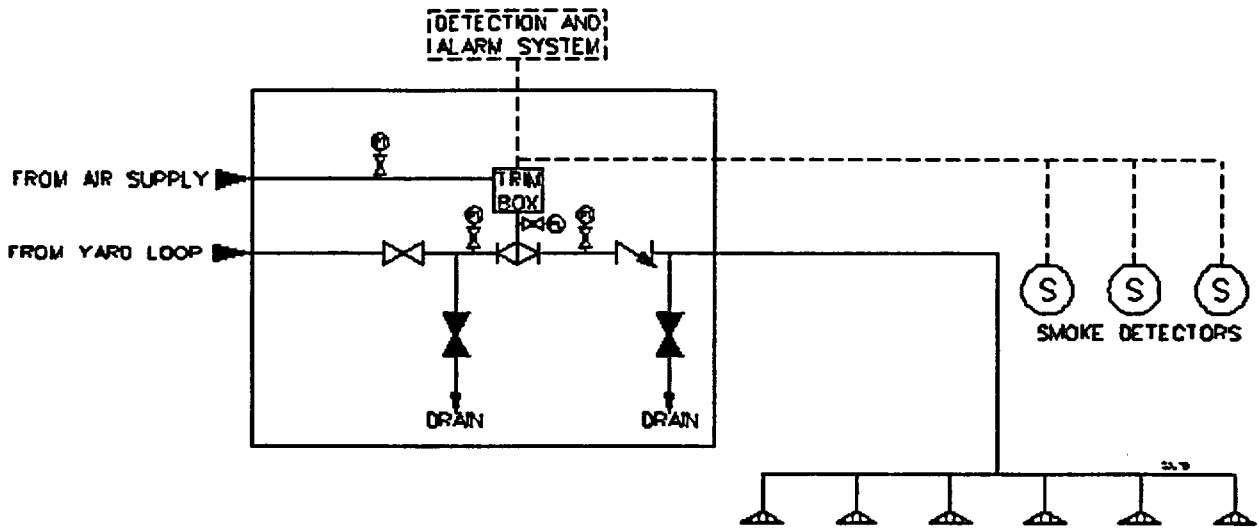 DETECTION AND
ALARM SYSTEM
FROM AIR SUPPLY
TRIM
BOX
FROM YARD LOOP
S S S
SMOKE DETECTORS
DRAIN DRAIN